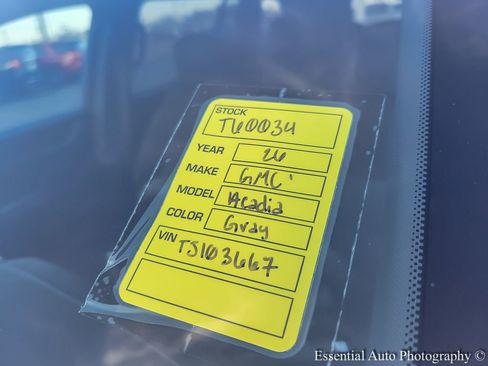 STOCK
T60034
YEAR 26
MAKE GMC
MODEL Acadia
COLOR Gray
VIN TJ103667
Essential Auto Photography ©